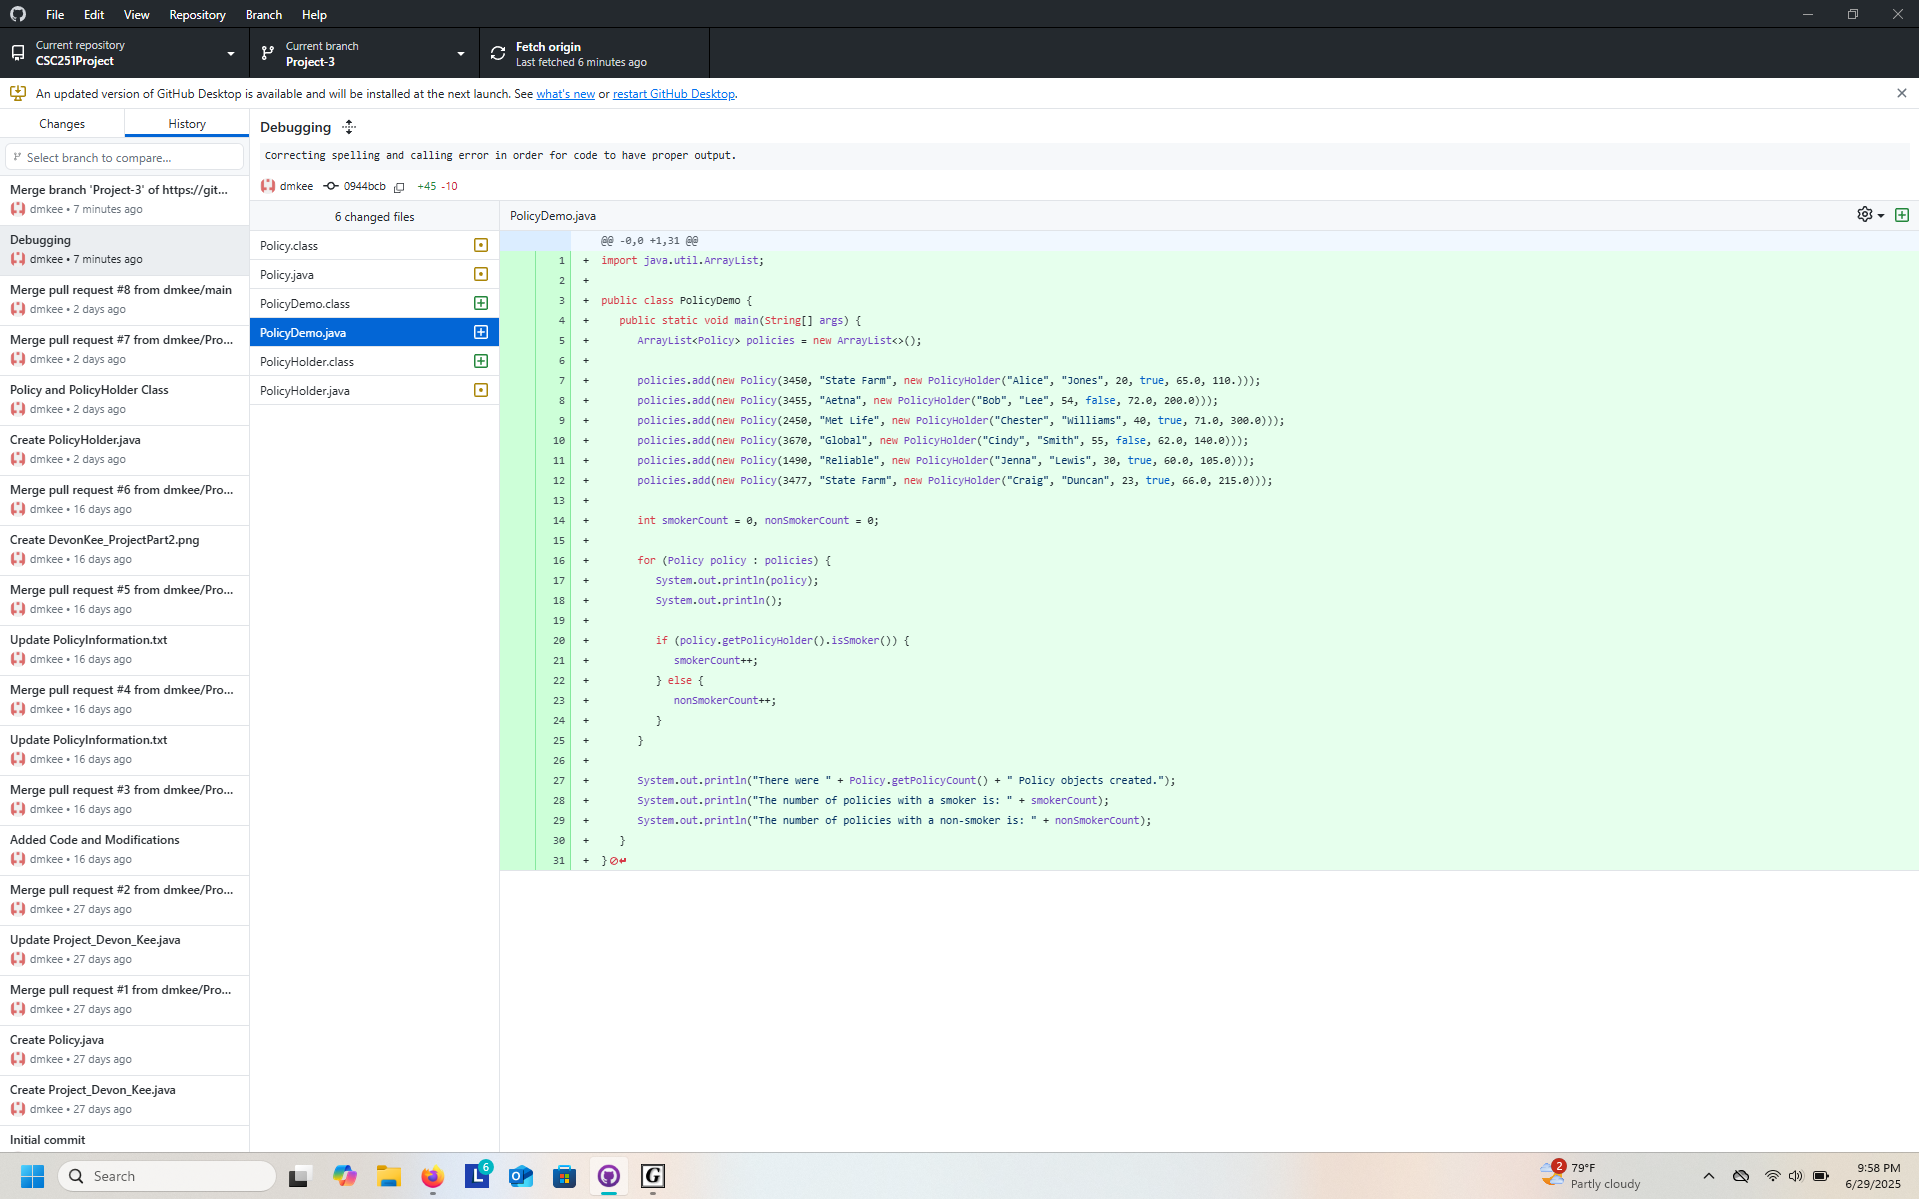 File Edit View Repository Branch Help
Current repository
CSC251Project
Current branch
Project-3
Fetch origin
Last fetched 6 minutes ago
An updated version of GitHub Desktop is available and will be installed at the next launch. See what's new or restart GitHub Desktop.
Changes
History
Select branch to compare...
Merge branch 'Project-3' of https://git...
dmkee • 7 minutes ago
Debugging
dmkee • 7 minutes ago
Merge pull request #8 from dmkee/main
dmkee • 2 days ago
Merge pull request #7 from dmkee/Pro...
dmkee • 2 days ago
Policy and PolicyHolder Class
dmkee • 2 days ago
Create PolicyHolder.java
dmkee • 2 days ago
Merge pull request #6 from dmkee/Pro...
dmkee • 16 days ago
Create DevonKee_ProjectPart2.png
dmkee • 16 days ago
Merge pull request #5 from dmkee/Pro...
dmkee • 16 days ago
Update PolicyInformation.txt
dmkee • 16 days ago
Merge pull request #4 from dmkee/Pro...
dmkee • 16 days ago
Update PolicyInformation.txt
dmkee • 16 days ago
Merge pull request #3 from dmkee/Pro...
dmkee • 16 days ago
Added Code and Modifications
dmkee • 16 days ago
Merge pull request #2 from dmkee/Pro...
dmkee • 27 days ago
Update Project_Devon_Kee.java
dmkee • 27 days ago
Merge pull request #1 from dmkee/Pro...
dmkee • 27 days ago
Create Policy.java
dmkee • 27 days ago
Create Project_Devon_Kee.java
dmkee • 27 days ago
Initial commit
Debugging
Correcting spelling and calling error in order for code to have proper output.
dmkee 0944bcb +45 -10
6 changed files
Policy.class
Policy.java
PolicyDemo.class
PolicyDemo.java
PolicyHolder.class
PolicyHolder.java
PolicyDemo.java
@@ -0,0 +1,31 @@
1 + import java.util.ArrayList;
2 +
3 + public class PolicyDemo {
4 + public static void main(String[] args) {
5 + ArrayList<Policy> policies = new ArrayList<>();
6 +
7 + policies.add(new Policy(3450, "State Farm", new PolicyHolder("Alice", "Jones", 20, true, 65.0, 110.)));
8 + policies.add(new Policy(3455, "Aetna", new PolicyHolder("Bob", "Lee", 54, false, 72.0, 200.0)));
9 + policies.add(new Policy(2450, "Met Life", new PolicyHolder("Chester", "Williams", 40, true, 71.0, 300.0)));
10 + policies.add(new Policy(3670, "Global", new PolicyHolder("Cindy", "Smith", 55, false, 62.0, 140.0)));
11 + policies.add(new Policy(1490, "Reliable", new PolicyHolder("Jenna", "Lewis", 30, true, 60.0, 105.0)));
12 + policies.add(new Policy(3477, "State Farm", new PolicyHolder("Craig", "Duncan", 23, true, 66.0, 215.0)));
13 +
14 + int smokerCount = 0, nonSmokerCount = 0;
15 +
16 + for (Policy policy : policies) {
17 + System.out.println(policy);
18 + System.out.println();
19 +
20 + if (policy.getPolicyHolder().isSmoker()) {
21 + smokerCount++;
22 + } else {
23 + nonSmokerCount++;
24 + }
25 + }
26 +
27 + System.out.println("There were " + Policy.getPolicyCount() + " Policy objects created.");
28 + System.out.println("The number of policies with a smoker is: " + smokerCount);
29 + System.out.println("The number of policies with a non-smoker is: " + nonSmokerCount);
30 + }
31 + }
Search
L
6
G
2
79°F
Partly cloudy
9:58 PM
6/29/2025